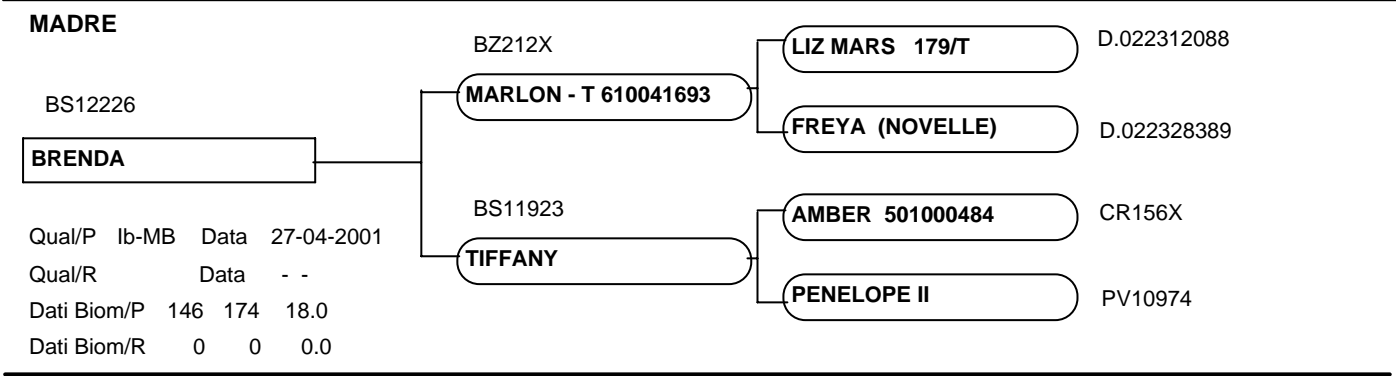 MADRE
BS12226
BRENDA
Qual/P Ib-MB Data 27-04-2001
Qual/R Data - -
Dati Biom/P 146 174 18.0
Dati Biom/R 0 0 0.0
BZ212X
MARLON - T 610041693
BS11923
TIFFANY
LIZ MARS 179/T D.022312088
FREYA (NOVELLE) D.022328389
AMBER 501000484 CR156X
PENELOPE II PV10974